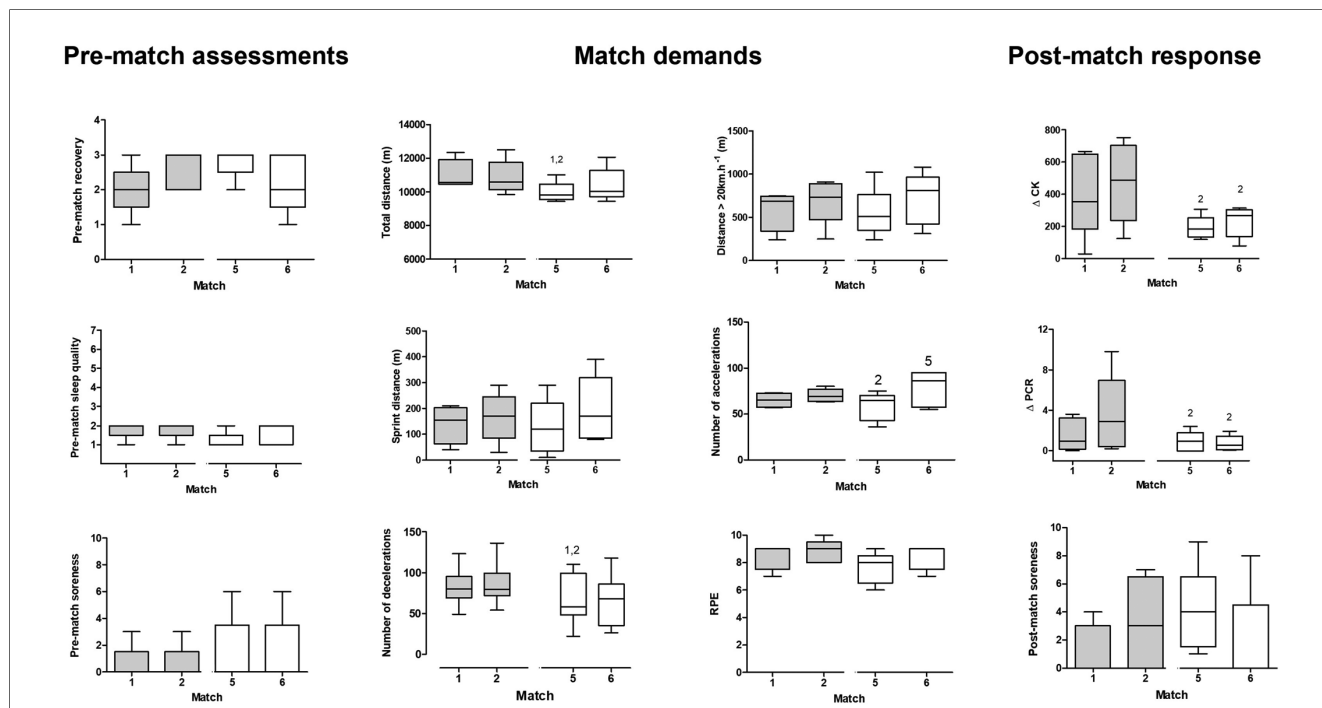 Pre-match assessments
Match demands
Post-match response
Pre-match recovery
4
3
2
1
0
1 2 5 6
Match
Total distance (m)
14000
12000
10000
8000
6000
1,2
1 2 5 6
Match
Distance > 20km.h⁻¹ (m)
1500
1000
500
0
1 2 5 6
Match
Δ CK
800
600
400
200
0
2 2
1 2 5 6
Match
Pre-match sleep quality
7
6
5
4
3
2
1
1 2 5 6
Match
Sprint distance (m)
500
400
300
200
100
0
1 2 5 6
Match
Number of accelerations
150
100
50
0
2 5
1 2 5 6
Match
Δ PCR
12
8
4
0
2 2
1 2 5 6
Match
Pre-match soreness
10
8
6
4
2
0
1 2 5 6
Match
Number of decelerations
150
100
50
0
1,2
1 2 5 6
Match
RPE
10
8
6
4
2
0
1 2 5 6
Match
Post-match soreness
10
8
6
4
2
0
1 2 5 6
Match